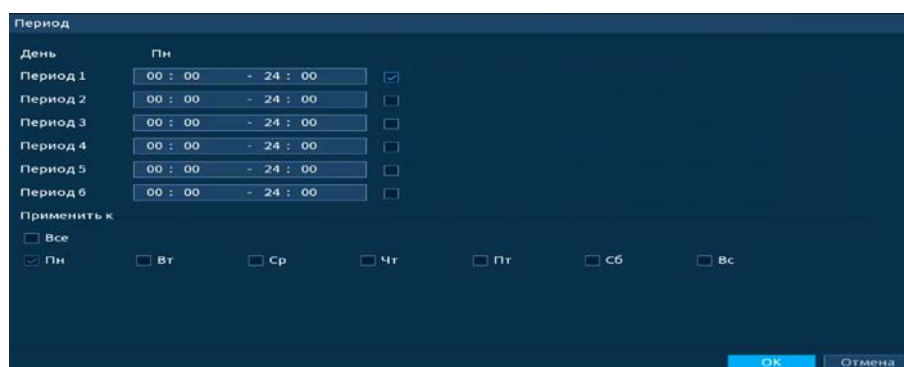 Период
День Пн
Период 1 00 : 00 - 24 : 00
Период 2 00 : 00 - 24 : 00
Период 3 00 : 00 - 24 : 00
Период 4 00 : 00 - 24 : 00
Период 5 00 : 00 - 24 : 00
Период 6 00 : 00 - 24 : 00
Применить к
Все
Пн Вт Ср Чт Пт Сб Вс
OK Отмена